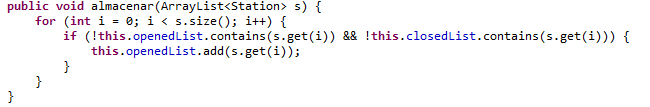 public void almacenar(ArrayList<Station> s) {
    for (int i = 0; i < s.size(); i++) {
        if (!this.openedList.contains(s.get(i)) && !this.closedList.contains(s.get(i))) {
            this.openedList.add(s.get(i));
        }
    }
}